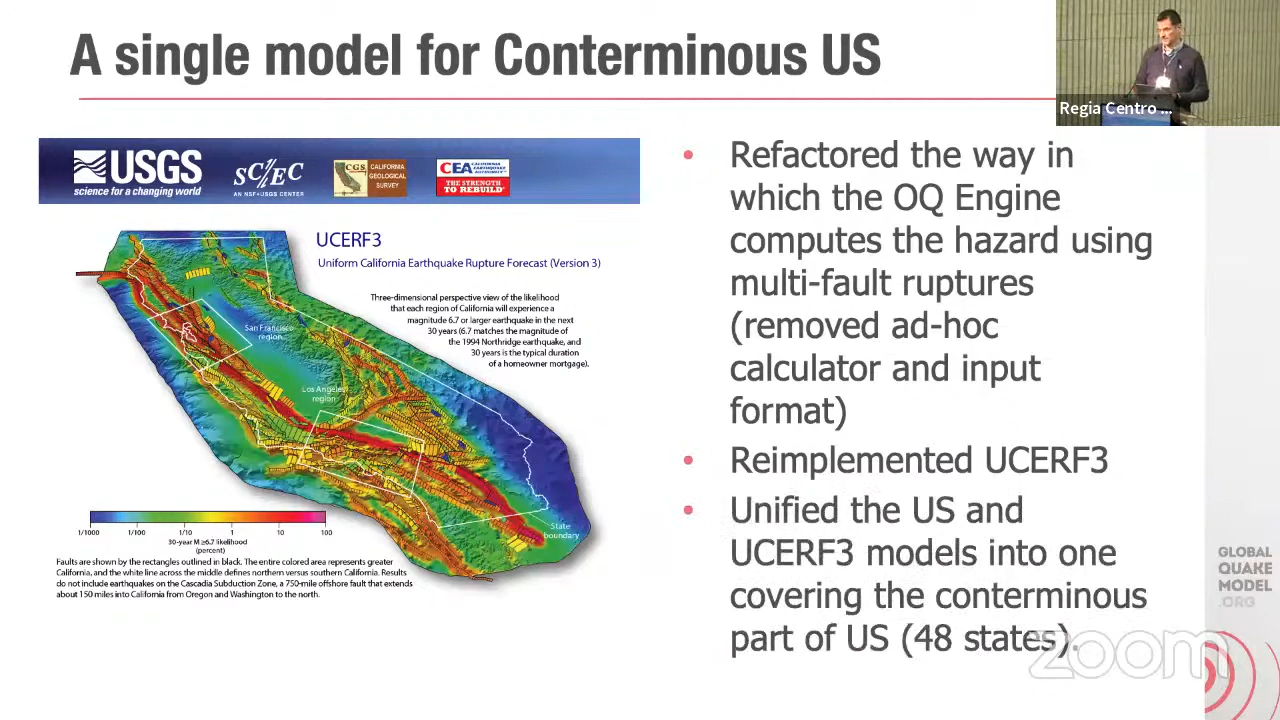 A single model for Conterminous US
Regia Centro ...
USGS
science for a changing world
SC/EC
AN NSF+USGS CENTER
CGS
CALIFORNIA
GEOLOGICAL
SURVEY
CEA CALIFORNIA
EARTHQUAKE
AUTHORITY
THE STRENGTH
TO REBUILD
UCERF3
Uniform California Earthquake Rupture Forecast (Version 3)
Three-dimensional perspective view of the likelihood
that each region of California will experience a
magnitude 6.7 or larger earthquake in the next
30 years (6.7 matches the magnitude of
the 1994 Northridge earthquake, and
30 years is the typical duration
of a homeowner mortgage).
San Francisco
region
Los Angeles
region
State
boundary
1/1000 1/100 1/10 1 10 100
30-year M ≥6.7 likelihood
(percent)
Faults are shown by the rectangles outlined in black. The entire colored area represents greater
California, and the white line across the middle defines northern versus southern California. Results
do not include earthquakes on the Cascadia Subduction Zone, a 750-mile offshore fault that extends
about 150 miles into California from Oregon and Washington to the north.
• Refactored the way in
which the OQ Engine
computes the hazard using
multi-fault ruptures
(removed ad-hoc
calculator and input
format)
• Reimplemented UCERF3
• Unified the US and
UCERF3 models into one
covering the conterminous
part of US (48 states).
GLOBAL
QUAKE
MODEL
.ORG
zoom